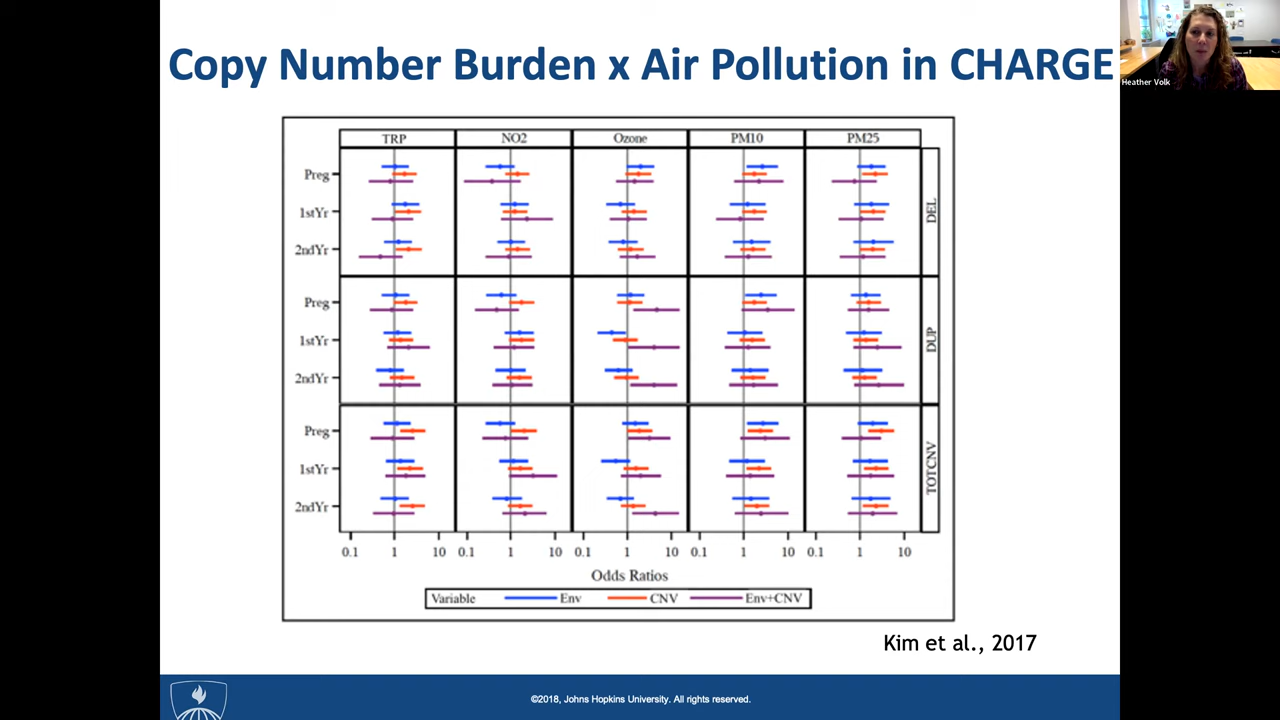 Copy Number Burden x Air Pollution in CHARGE
Heather Volk
TRP NO2 Ozone PM10 PM25
Preg
1stYr
2ndYr
DEL
Preg
1stYr
2ndYr
DUP
Preg
1stYr
2ndYr
TOTCNV
0.1 1 10 0.1 1 10 0.1 1 10 0.1 1 10 0.1 1 10
Odds Ratios
Variable Env CNV Env+CNV
Kim et al., 2017
©2018, Johns Hopkins University. All rights reserved.